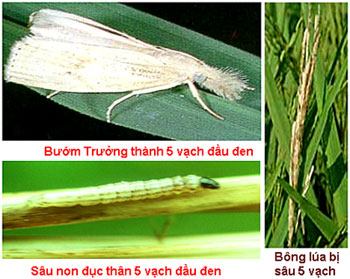 Bướm Trưởng thành 5 vạch đầu đen
Sâu non đục thân 5 vạch đầu đen
Bông lúa bị
sâu 5 vạch